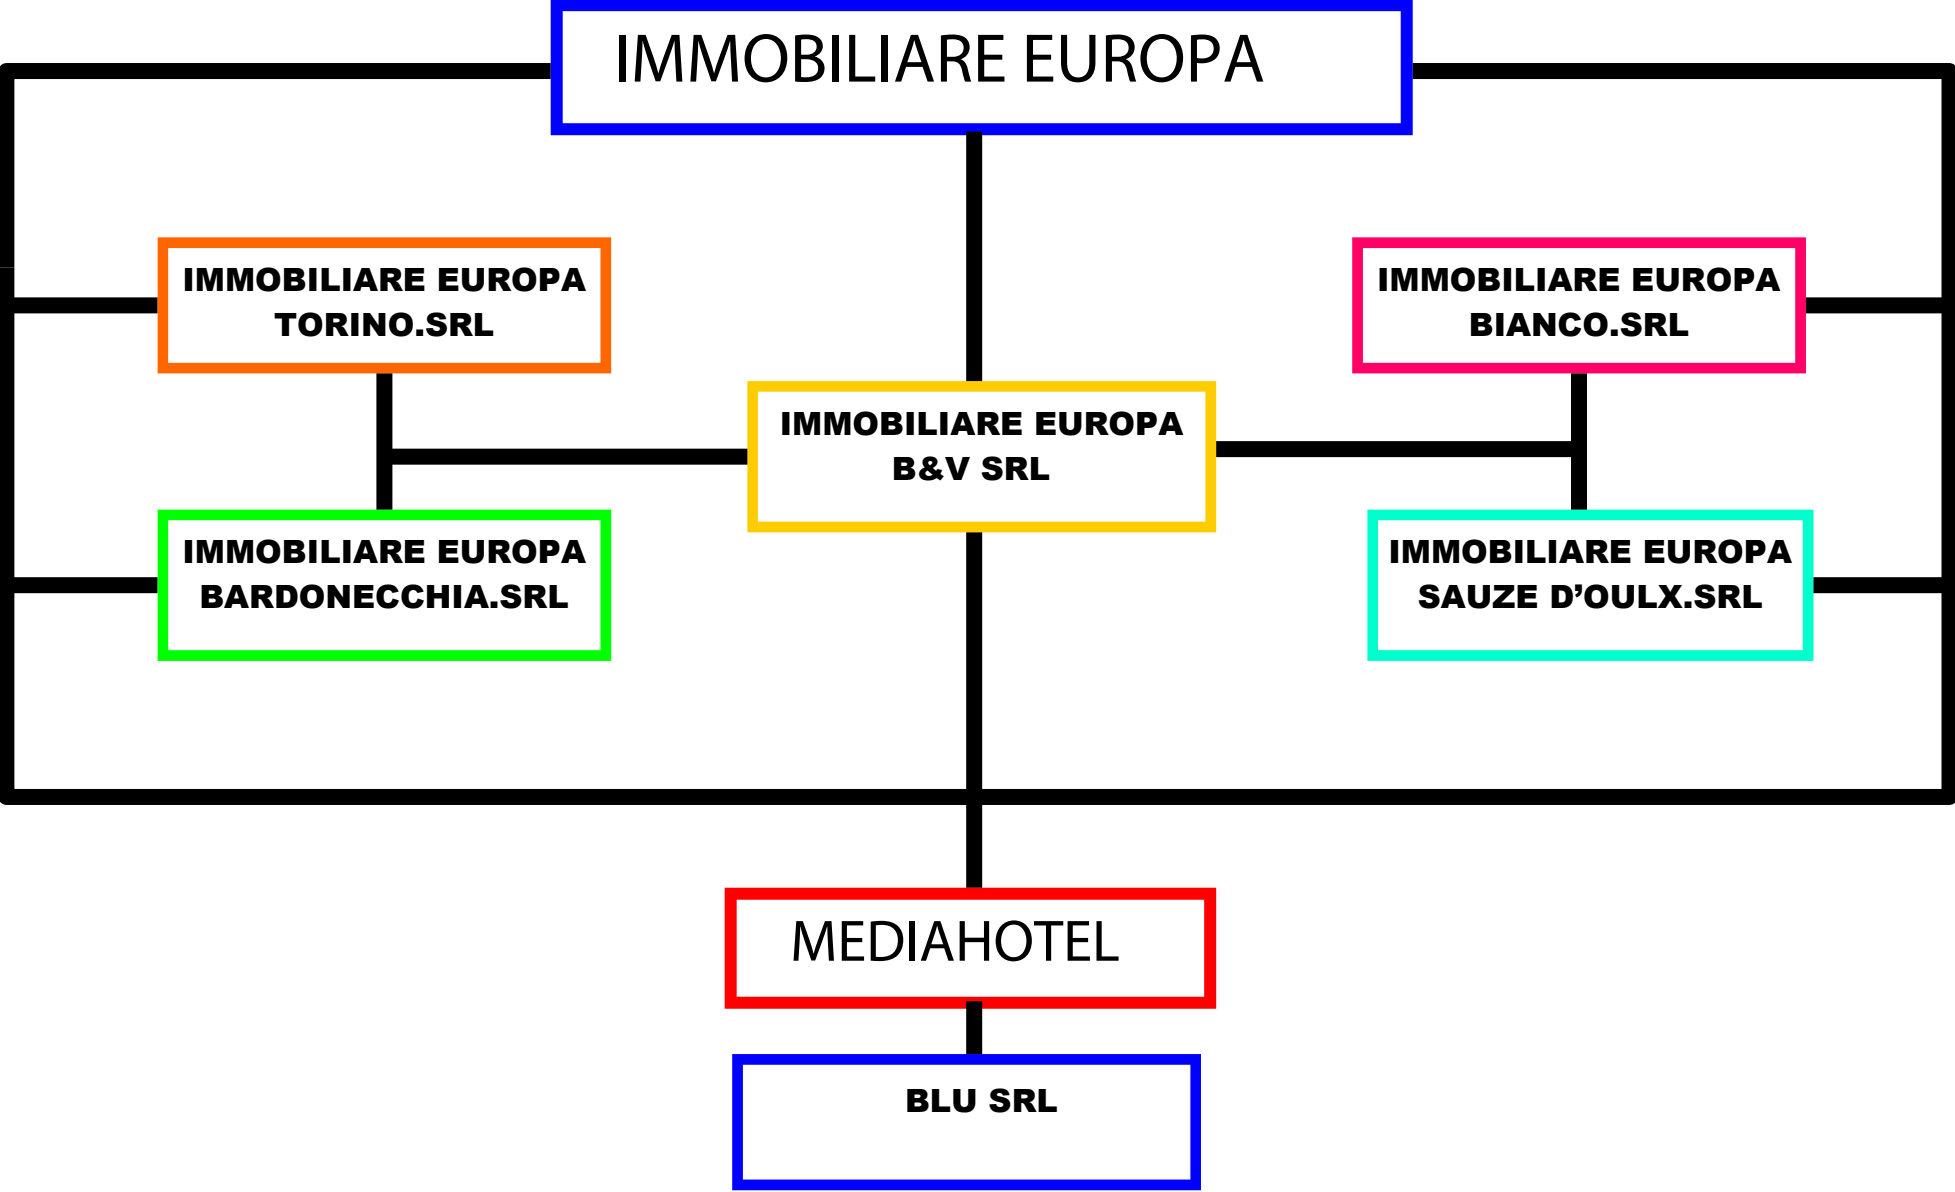 IMMOBILIARE EUROPA
IMMOBILIARE EUROPA
TORINO.SRL
IMMOBILIARE EUROPA
BIANCO.SRL
IMMOBILIARE EUROPA
B&V SRL
IMMOBILIARE EUROPA
BARDONECCHIA.SRL
IMMOBILIARE EUROPA
SAUZE D’OULX.SRL
MEDIAHOTEL
BLU SRL